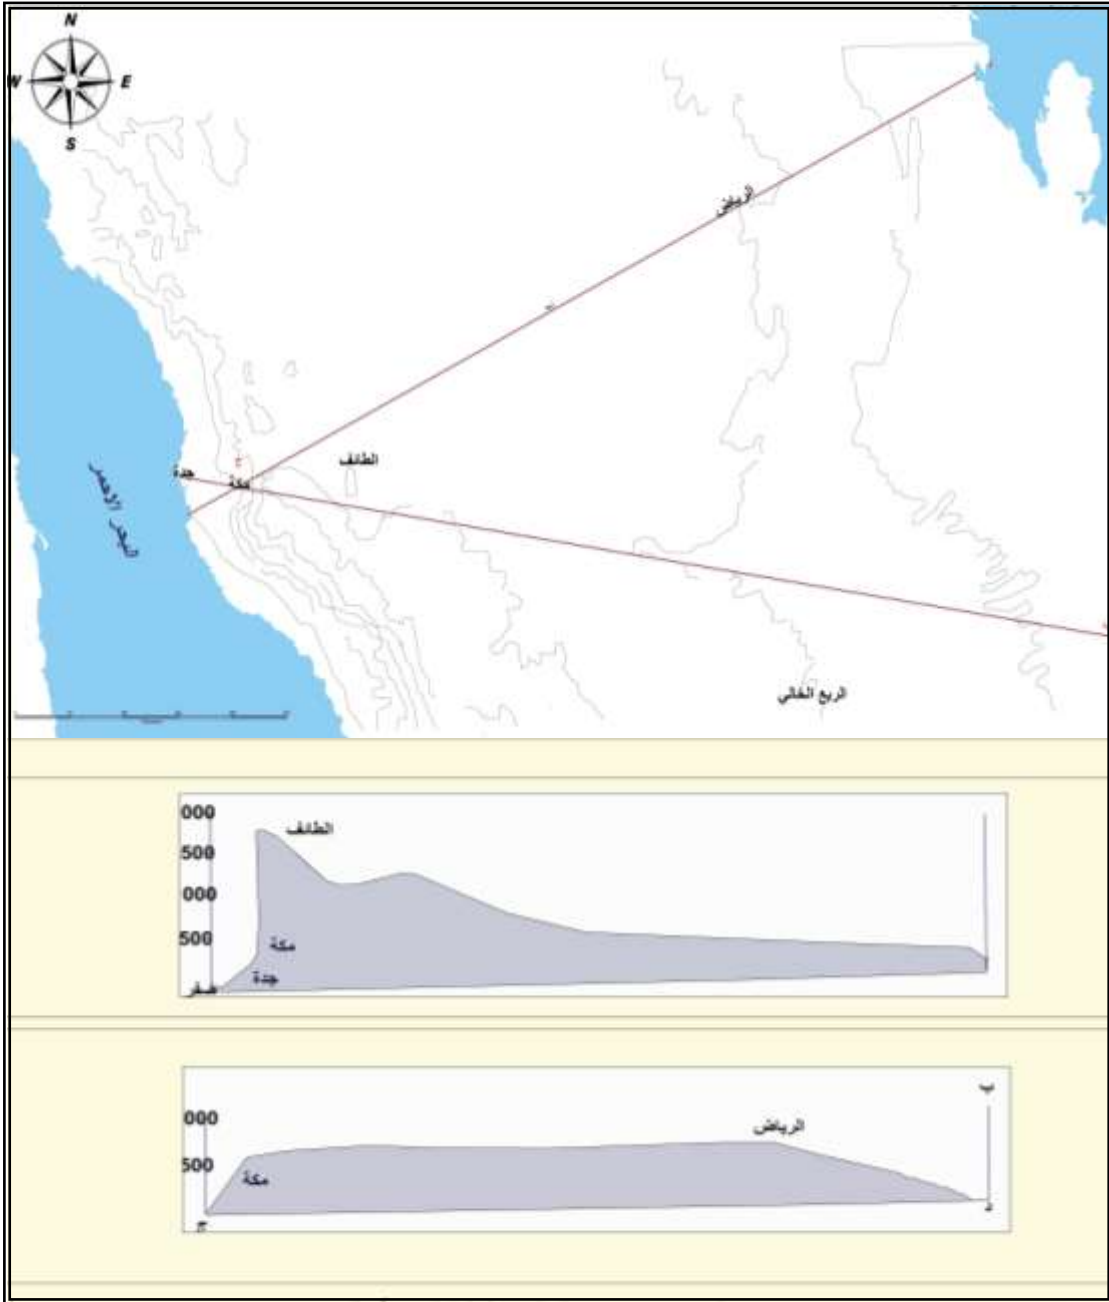 N
W E
S
الرياض
الطائف
جدة
مكة
البحر الاحمر
الربع الخالي
000
الطائف
500
000
500
مكة
جدة
صفر
ب
000
الرياض
500
مكة
ج
د